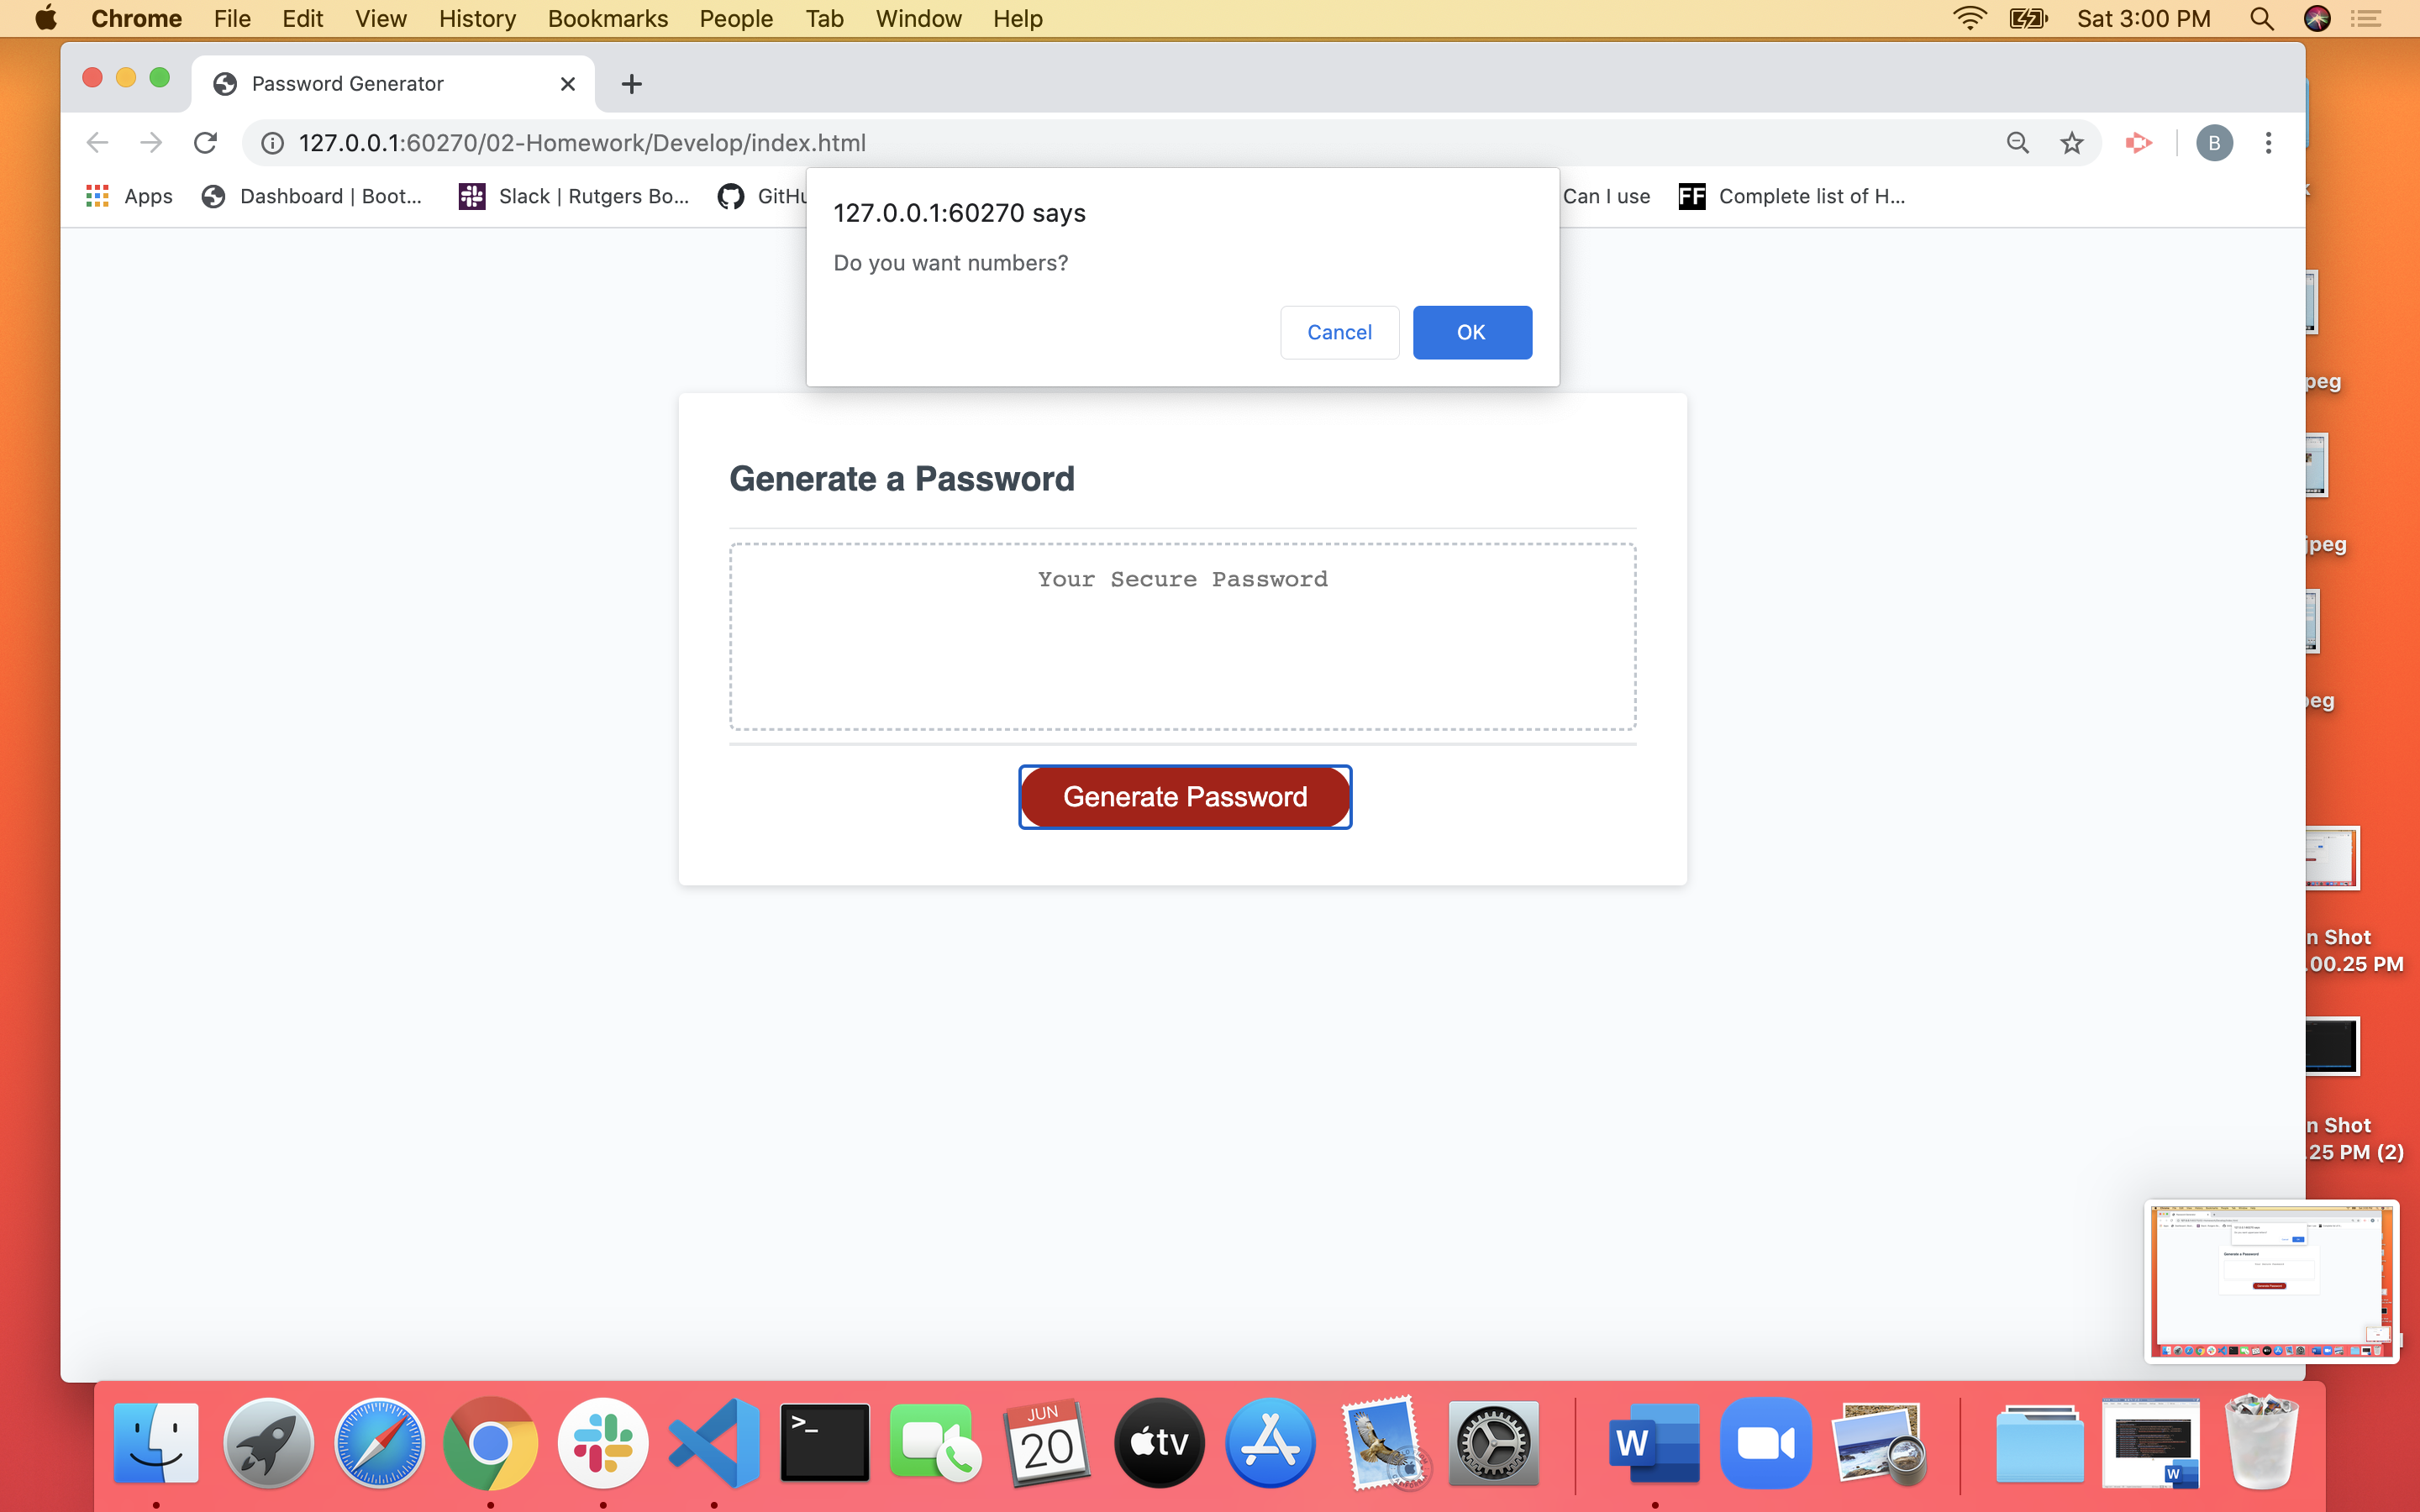 Chrome File Edit View History Bookmarks People Tab Window Help Sat 3:00 PM
Password Generator
127.0.0.1:60270/02-Homework/Develop/index.html B
Apps Dashboard | Boot... Slack | Rutgers Bo... GitHu Can I use FF Complete list of H...
127.0.0.1:60270 says
Do you want numbers?
Cancel OK
Generate a Password
Your Secure Password
Generate Password
peg
jpeg
peg
n Shot
.00.25 PM
n Shot
.25 PM (2)
>_ JUN
20
tv
W
W